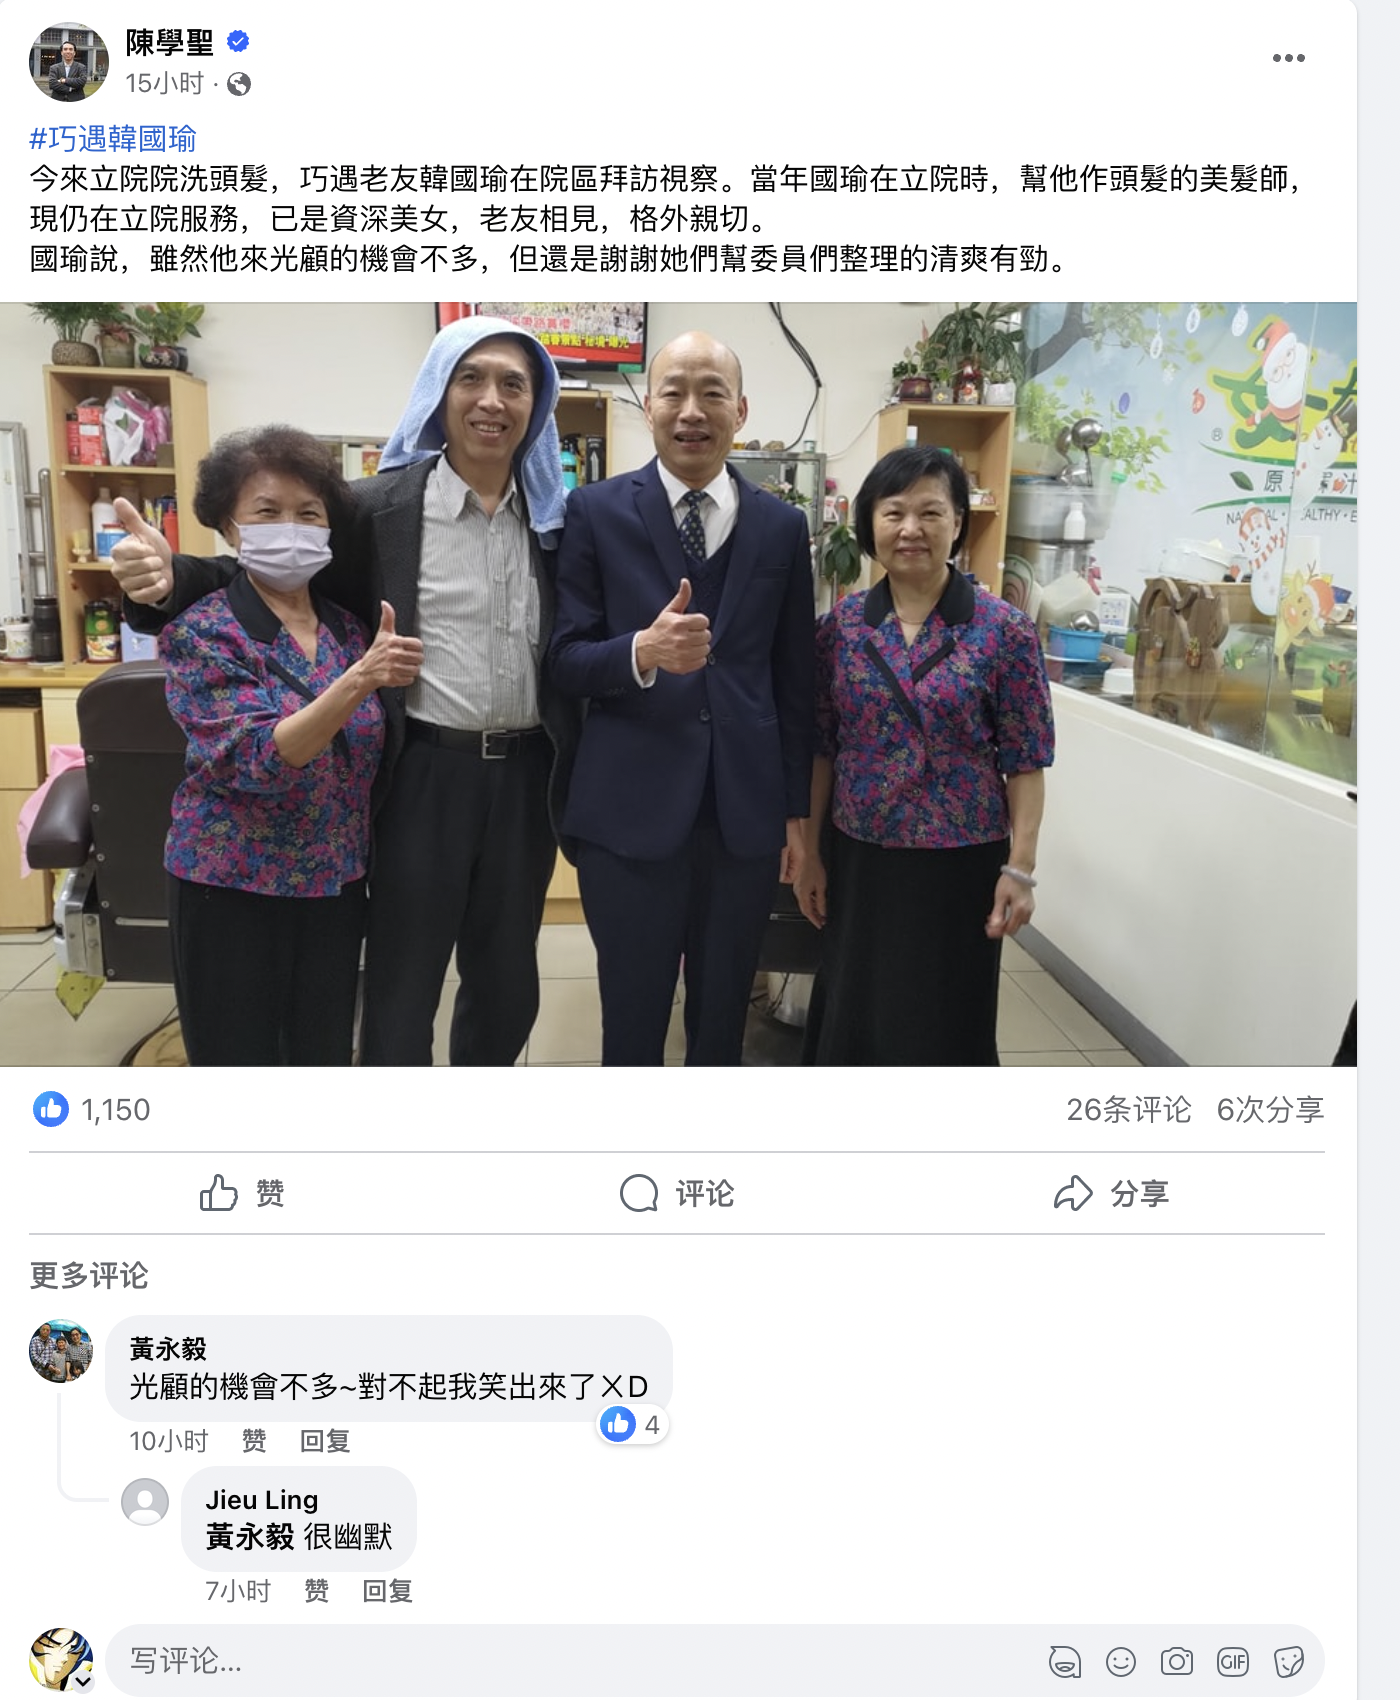 陳學聖
15小时 ·
#巧遇韓國瑜
今來立院院洗頭髮，巧遇老友韓國瑜在院區拜訪視察。當年國瑜在立院時，幫他作頭髮的美髮師，
現仍在立院服務，已是資深美女，老友相見，格外親切。
國瑜說，雖然他來光顧的機會不多，但還是謝謝她們幫委員們整理的清爽有勁。
®
原
1,150
26条评论 6次分享
赞 评论 分享
更多评论
黃永毅
光顧的機會不多~對不起我笑出來了XD
4
10小时 赞 回复
Jieu Ling
黃永毅 很幽默
7小时 赞 回复
写评论...
GIF